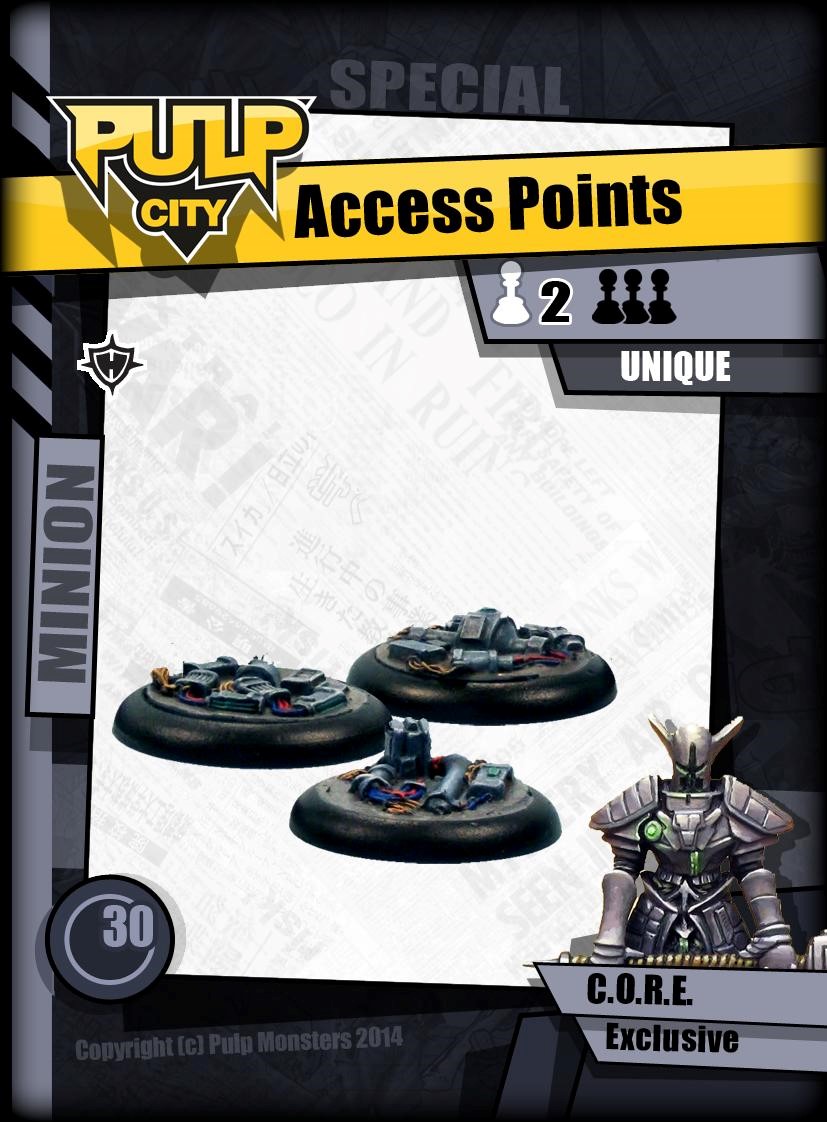 SPECIAL
PULP
CITY
Access Points
2
UNIQUE
MINION
30
C.O.R.E.
Exclusive
Copyright (c) Pulp Monsters 2014